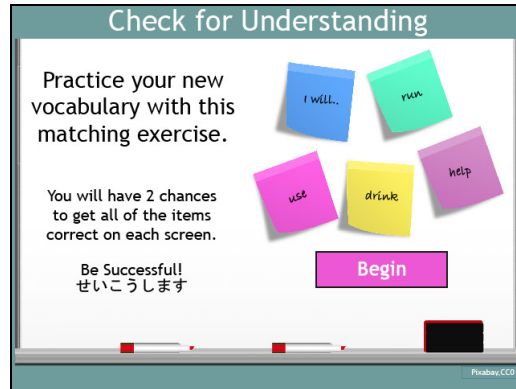 Check for Understanding
Practice your new
vocabulary with this
matching exercise.
You will have 2 chances
to get all of the items
correct on each screen.
Be Successful!
せいこうします
I will..
run
use
drink
help
Begin
Pixabay,CC0